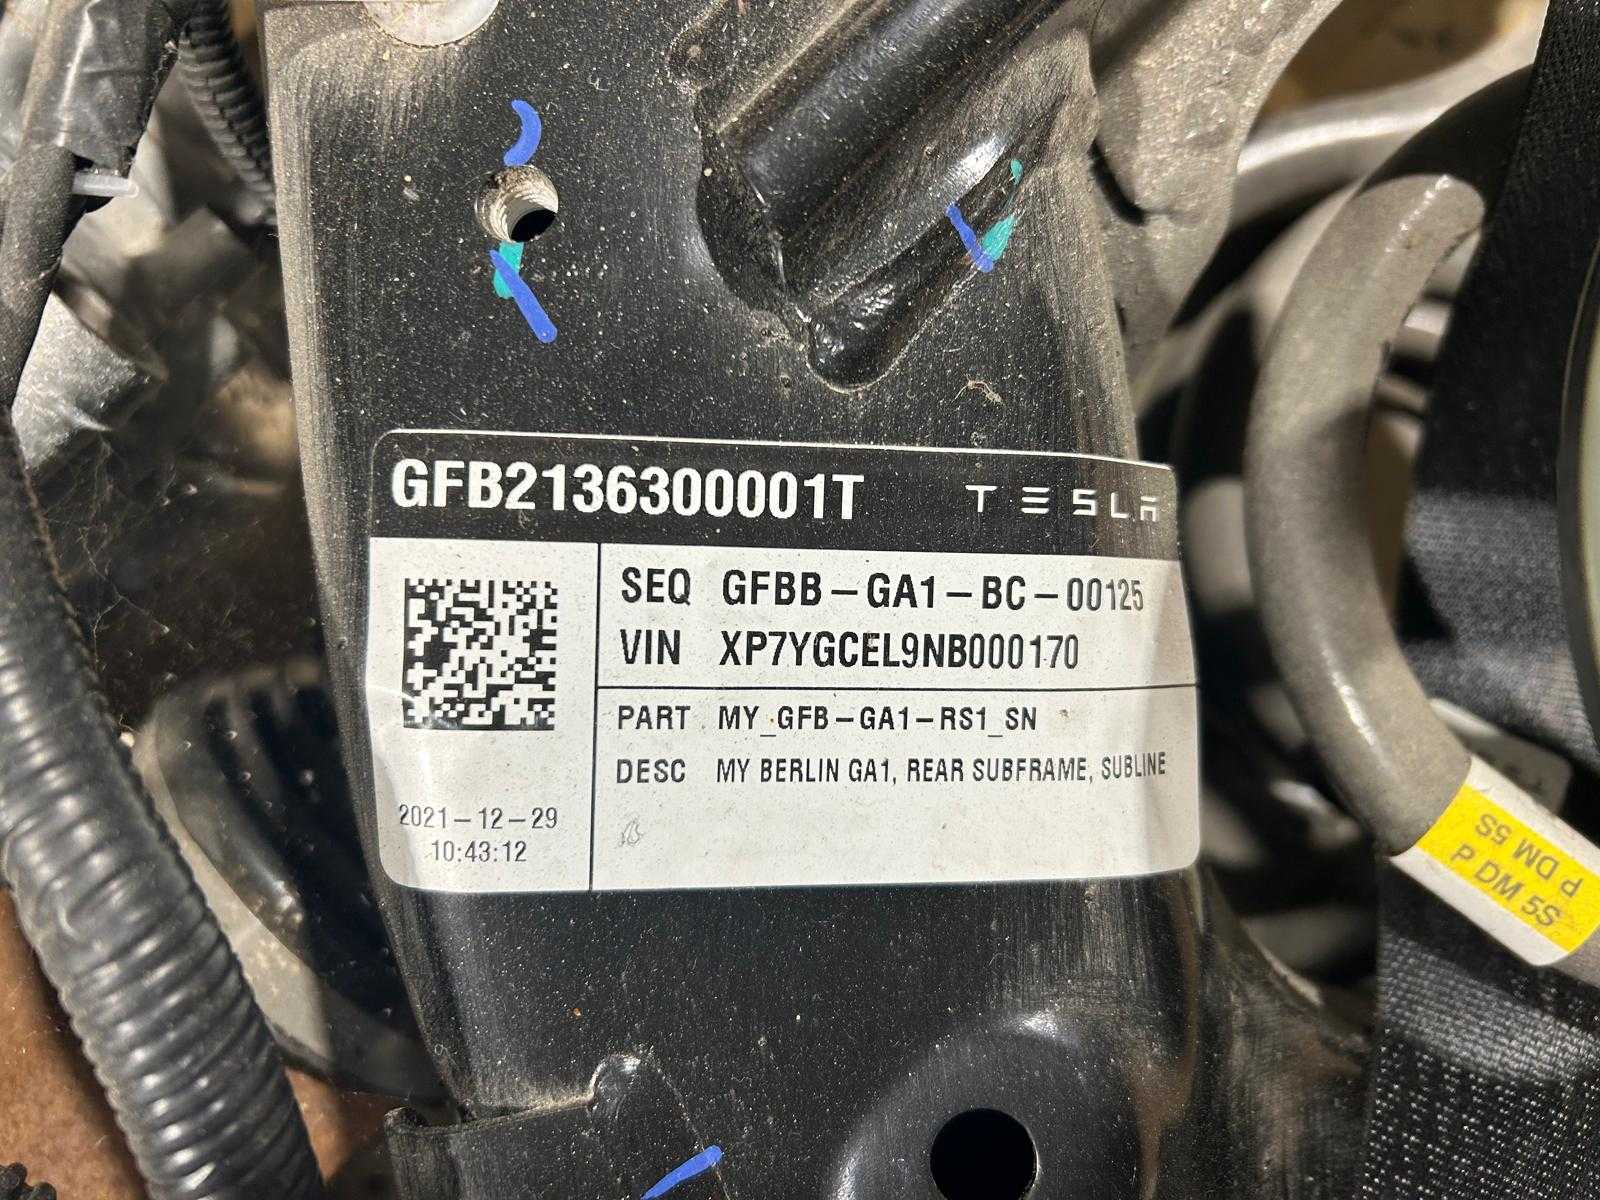 GFB2136300001T TESLA
SEQ GFBB-GA1-BC-00125
VIN XP7YGCEL9NB000170
PART MY_GFB-GA1-RS1_SN
DESC MY BERLIN GA1, REAR SUBFRAME, SUBLINE
2021-12-29
10:43:12
P DM 5S
P DM 5S